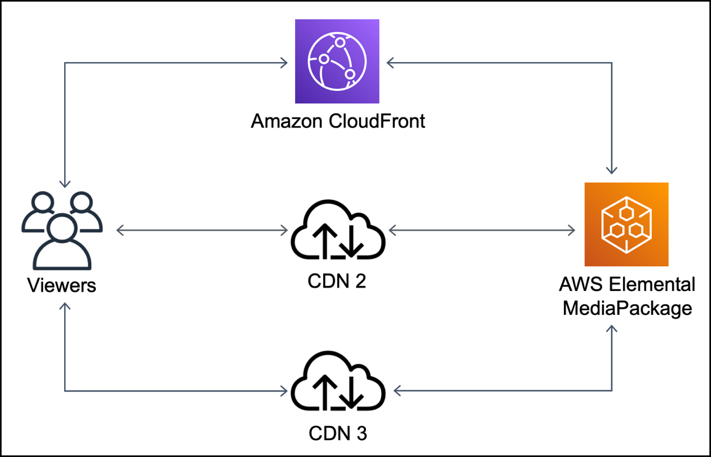 Amazon CloudFront
Viewers
CDN 2
AWS Elemental
MediaPackage
CDN 3